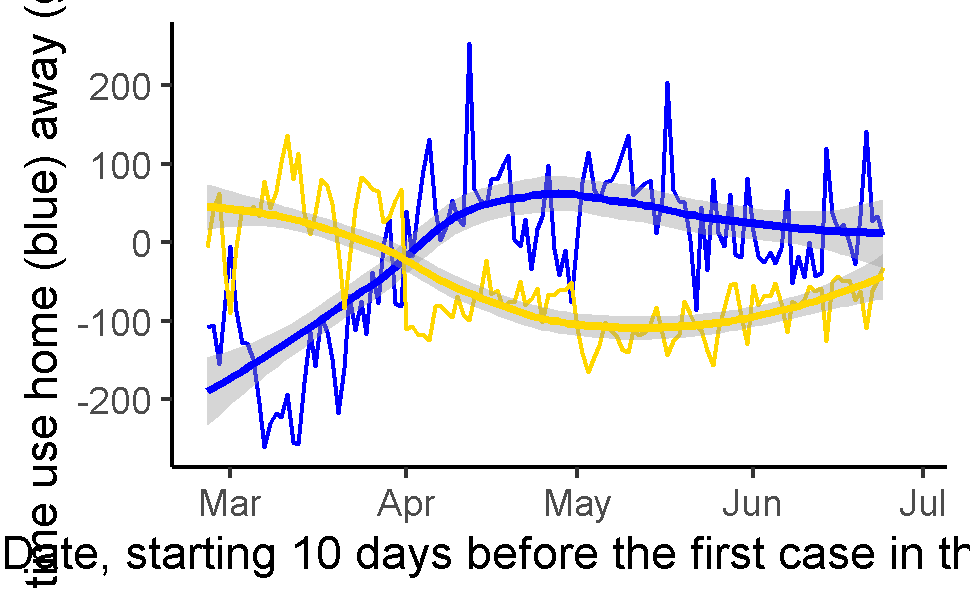 time use home (blue) away (
200
100
0
-100
-200
Mar Apr May Jun Jul
Date, starting 10 days before the first case in th